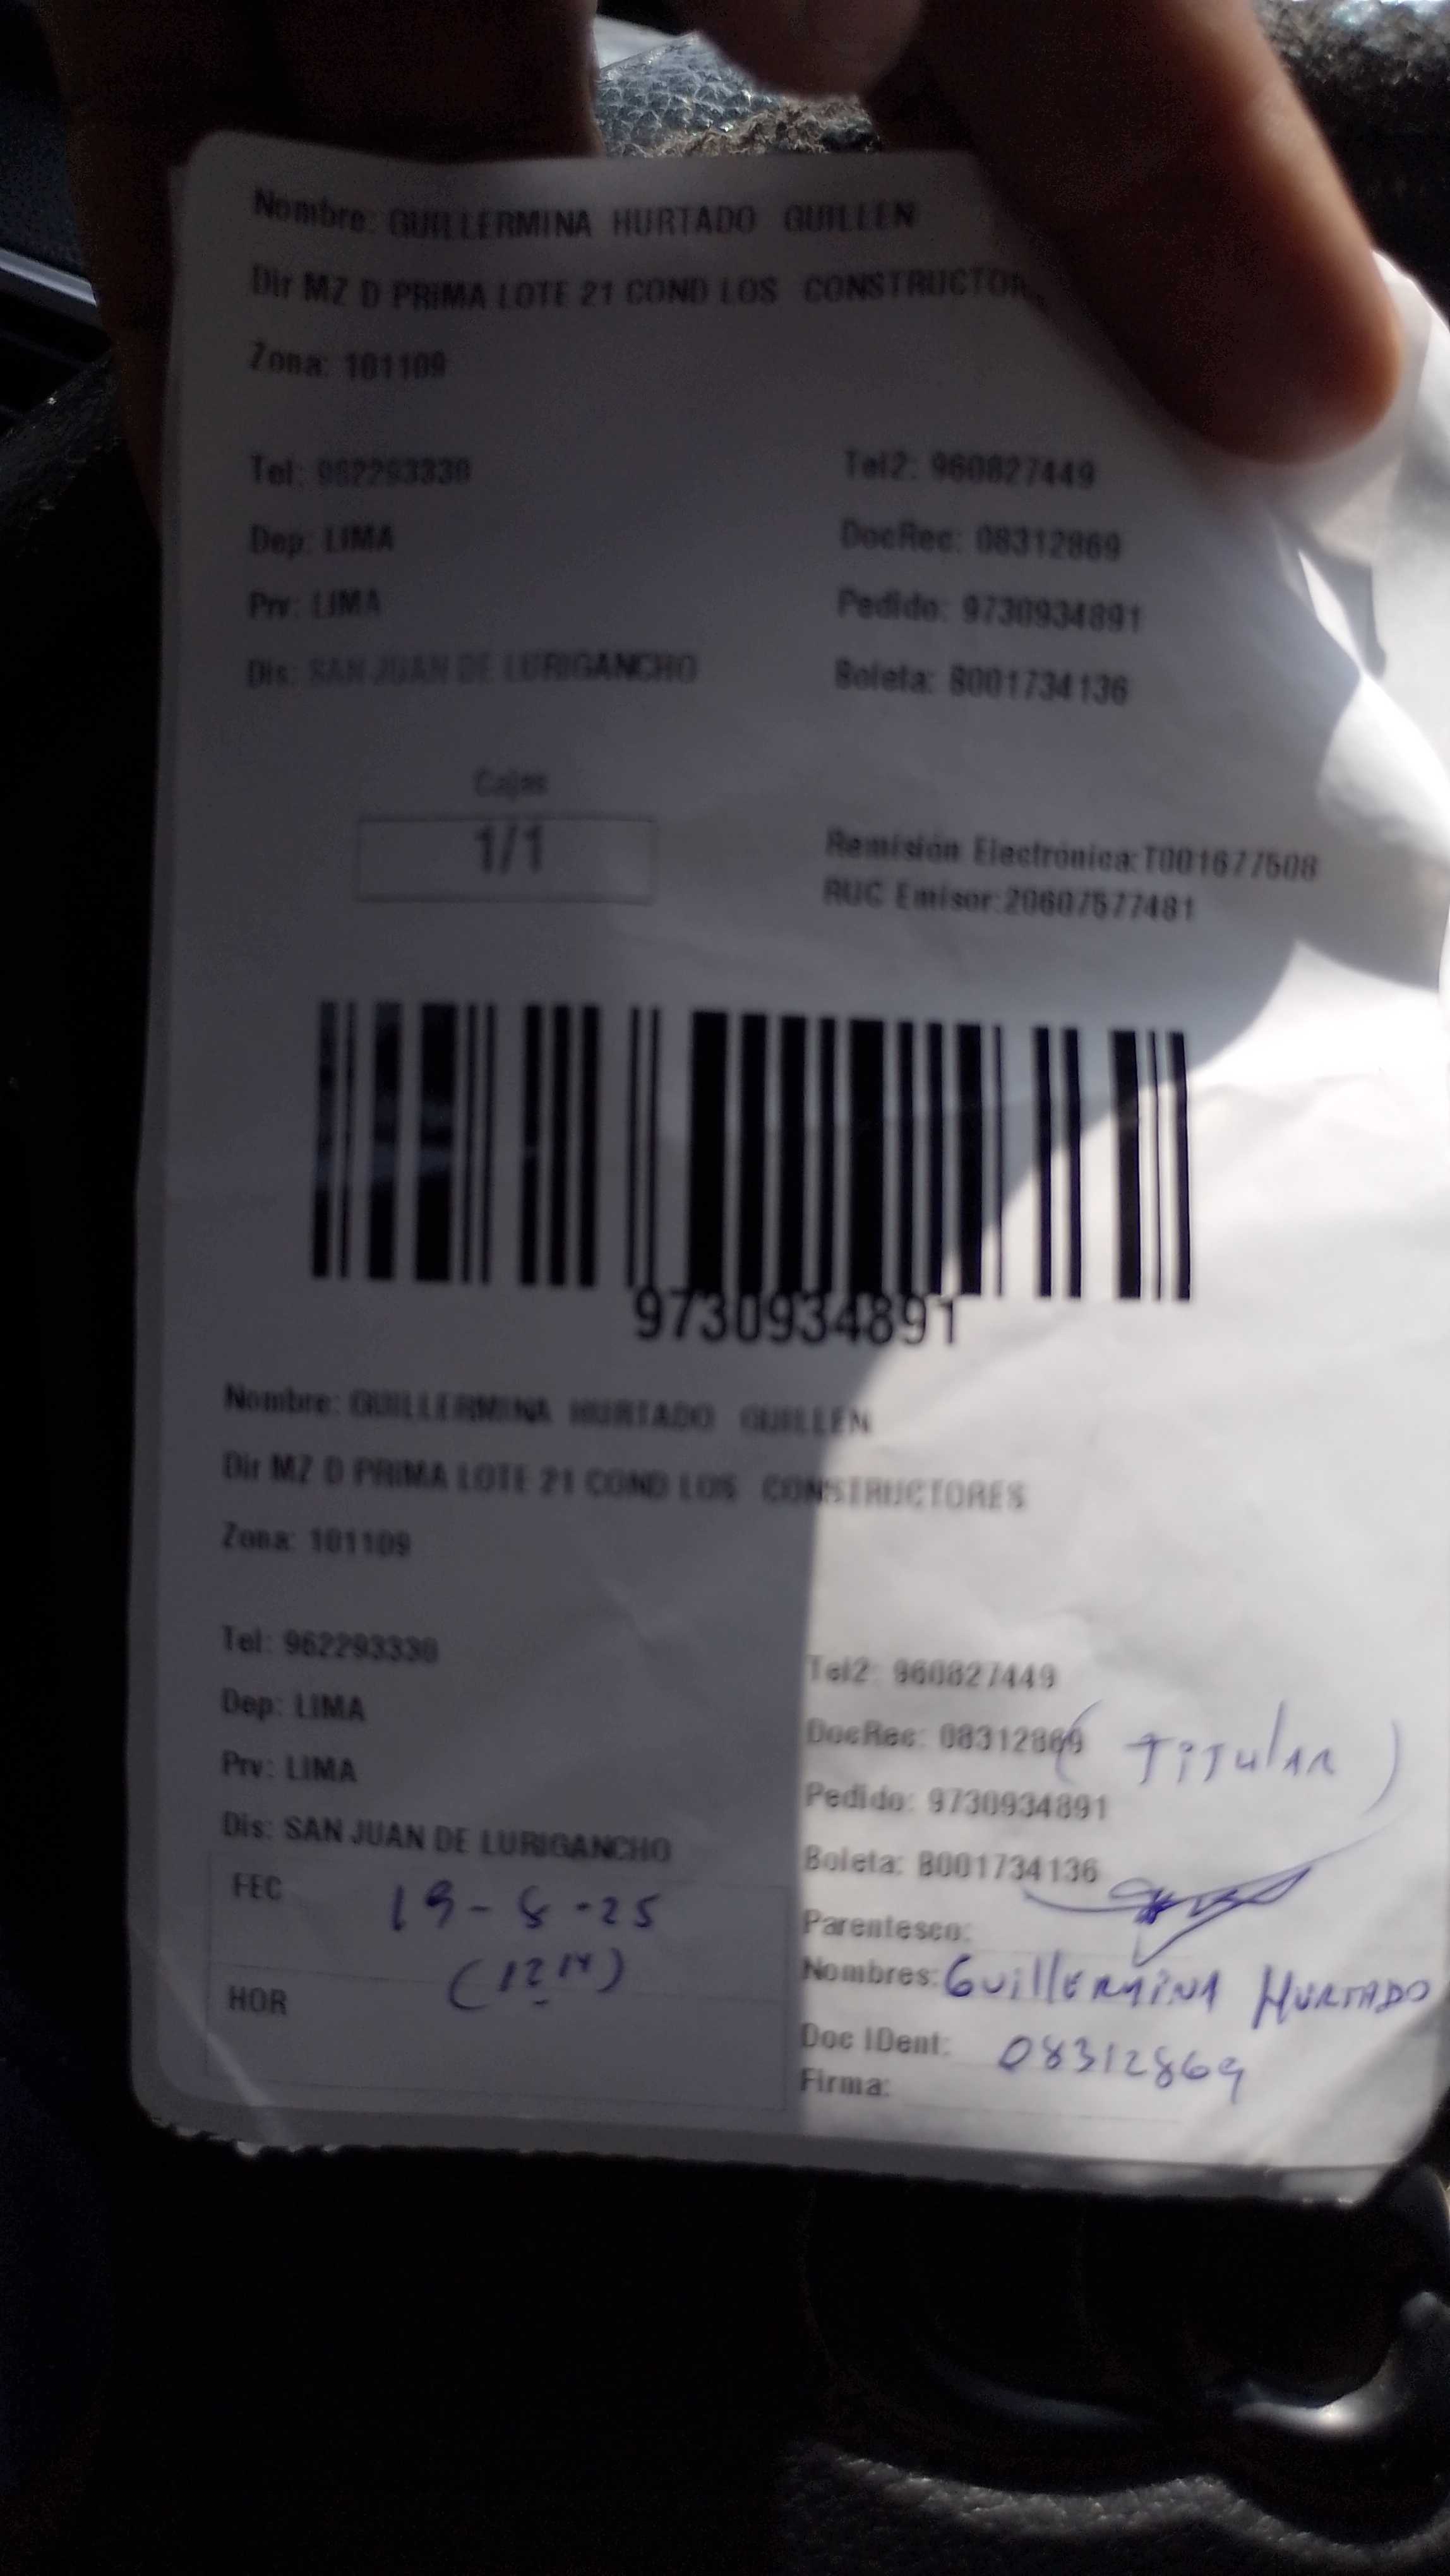 Nombre: GUILLERMINA HURTADO GUILLEN
Dir MZ D PRIMA LOTE 21 COND LOS CONSTRUCTOR
Zona: 101109
Tel: 962293330 Tel2: 960827449
Dep: LIMA DocRec: 08312869
Prv: LIMA Pedido: 9730934891
Dis: SAN JUAN DE LURIGANCHO Boleta: B001734136
Cajas
1/1
Remisión Electrónica:T001677508
RUC Emisor:20607577481
9730934891
Nombre: GUILLERMINA HURTADO GUILLEN
Dir MZ D PRIMA LOTE 21 COND LOS CONSTRUCTORES
Zona: 101109
Tel: 962293330 Tel2: 960827449
Dep: LIMA DocRec: 08312869 (TITULAR)
Prv: LIMA Pedido: 9730934891
Dis: SAN JUAN DE LURIGANCHO Boleta: B001734136
FEC 19-8-25 Parentesco:
(12 14) Nombres: GUILLERMINA HURTADO
HOR Doc IDent: 08312869
Firma: